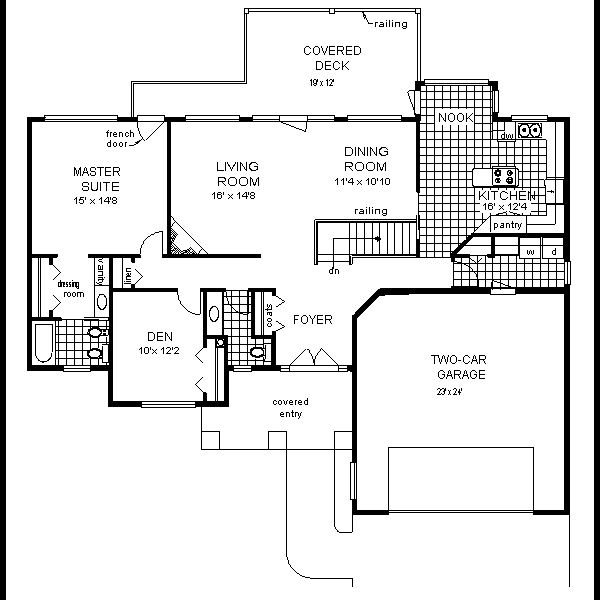 railing
COVERED
DECK
19' x 12'
NOOK
dw
french
door
MASTER
SUITE
15' x 14'8
LIVING
ROOM
16' x 14'8
DINING
ROOM
11'4 x 10'10
KITCHEN
16' x 12'4
railing
pantry
w
d
dn
linen
vanity
dressing
room
coats
FOYER
DEN
10' x 12'2
TWO-CAR
GARAGE
23' x 24'
covered
entry